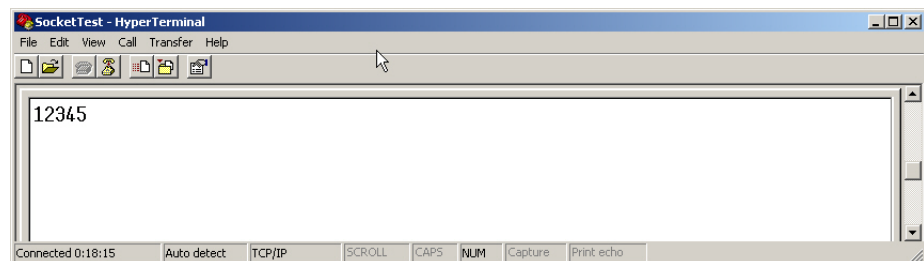 SocketTest - HyperTerminal
File Edit View Call Transfer Help
12345
Connected 0:18:15 Auto detect TCP/IP SCROLL CAPS NUM Capture Print echo